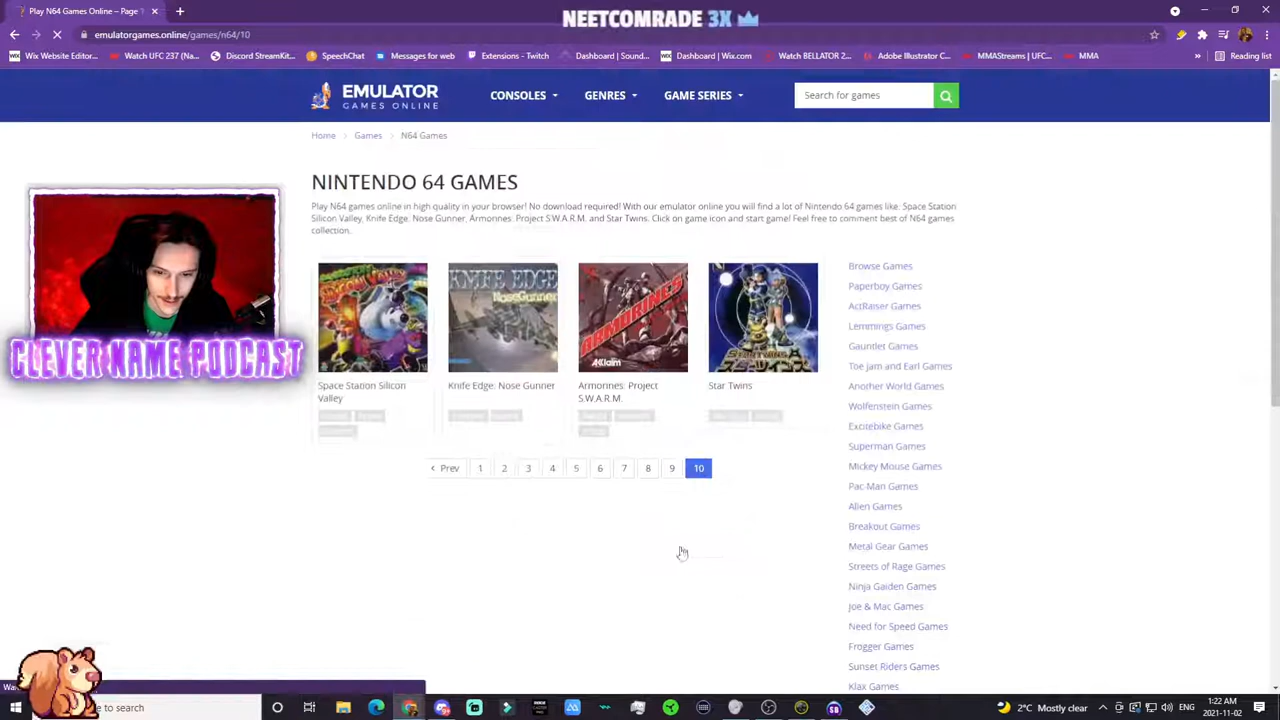 Play N64 Games Online - Page
NEETCOMRADE 3X
emulatorgames.online/games/n64/10
Wix Website Editor...
Watch UFC 237 (Na...
Discord StreamKit...
SpeechChat
Messages for web
Extensions - Twitch
Dashboard | Soun...
Dashboard | Wix.com
Watch BELLATOR 2...
Adobe Illustrator C...
MMAStreams | UFC...
MMA
Reading list
EMULATOR
GAMES ONLINE
CONSOLES
GENRES
GAME SERIES
Search for games
Home
Games
N64 Games
NINTENDO 64 GAMES
Play N64 games online in high quality in your browser! No download required! With our emulator online you will find a lot of Nintendo 64 games like: Space Station
Silicon Valley, Knife Edge: Nose Gunner, Armorines: Project S.W.A.R.M. and Star Twins. Click on game icon and start game! Feel free to comment best of N64 games
collection.
KNIFE EDGE
NoseGunner
ARMORINES
AKclaim
Space Station Silicon
Valley
Knife Edge: Nose Gunner
Armorines: Project
S.W.A.R.M.
Star Twins
Prev
1
2
3
4
5
6
7
8
9
10
Browse Games
Paperboy Games
ActRaiser Games
Lemmings Games
Gauntlet Games
Toe Jam and Earl Games
Another World Games
Wolfenstein Games
Excitebike Games
Superman Games
Mickey Mouse Games
Pac-Man Games
Alien Games
Breakout Games
Metal Gear Games
Streets of Rage Games
Ninja Gaiden Games
Joe & Mac Games
Need for Speed Games
Frogger Games
Sunset Riders Games
Klax Games
CLEVER NAME PODCAST
Wa
e to search
2°C Mostly clear
ENG
1:22 AM
2021-11-02